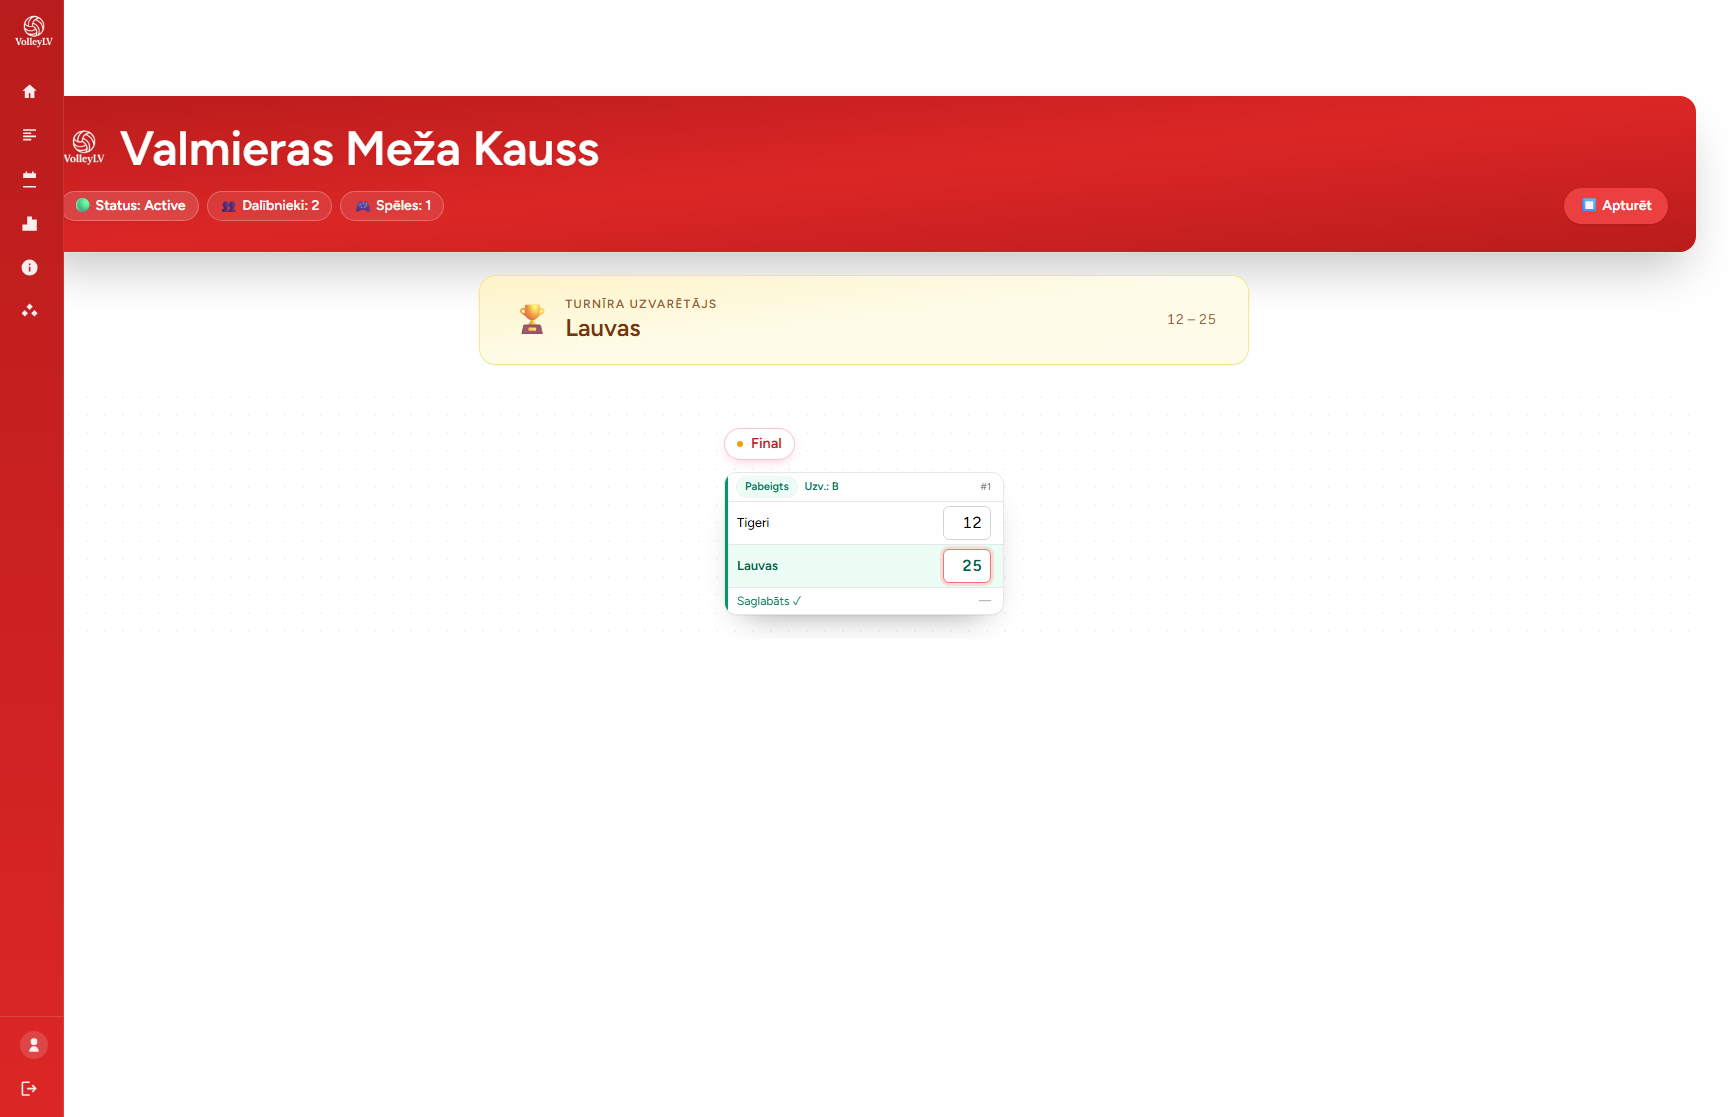 VolleyLV
VolleyLV
Valmieras Meža Kauss
Status: Active
Dalībnieki: 2
Spēles: 1
Apturēt
TURNĪRA UZVARĒTĀJS
Lauvas
12 – 25
Final
Pabeigts Uzv.: B #1
Tigeri 12
Lauvas 25
Saglabāts ✓ —